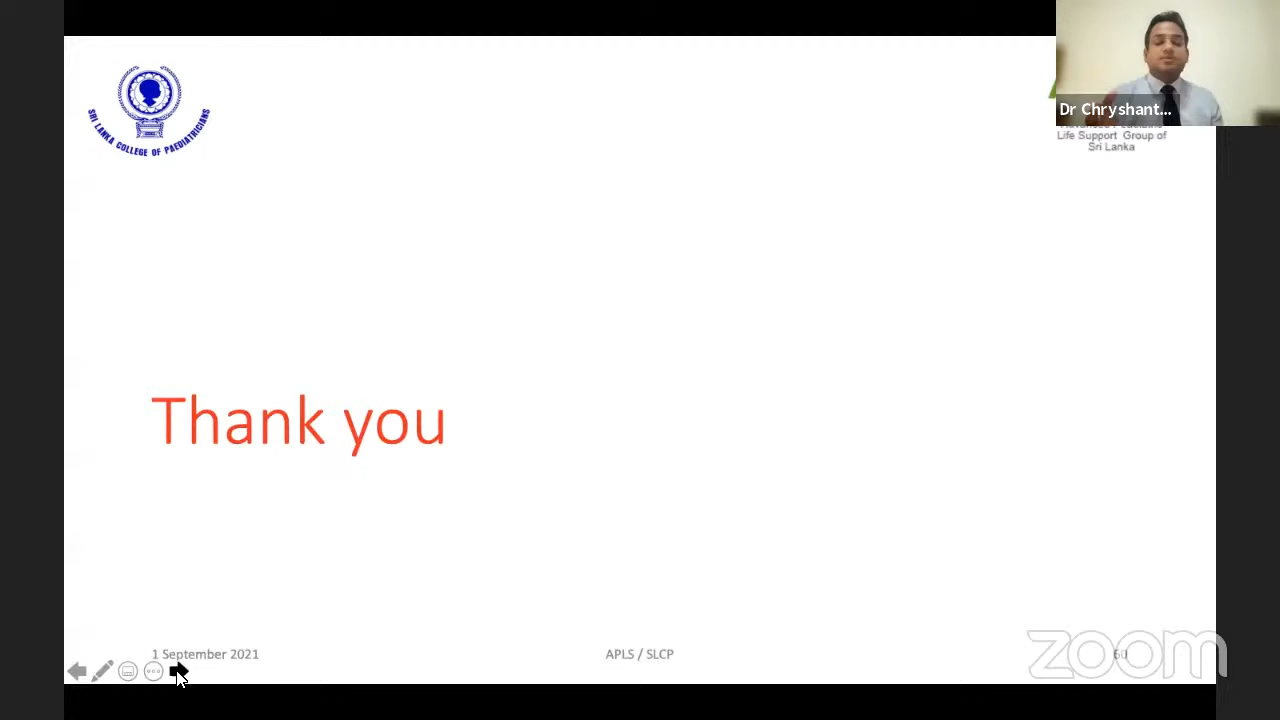 SRI LANKA COLLEGE OF PAEDIATRICIANS
Dr Chryshant...
Life Support Group of
Sri Lanka
Thank you
1 September 2021
APLS / SLCP
60
zoom